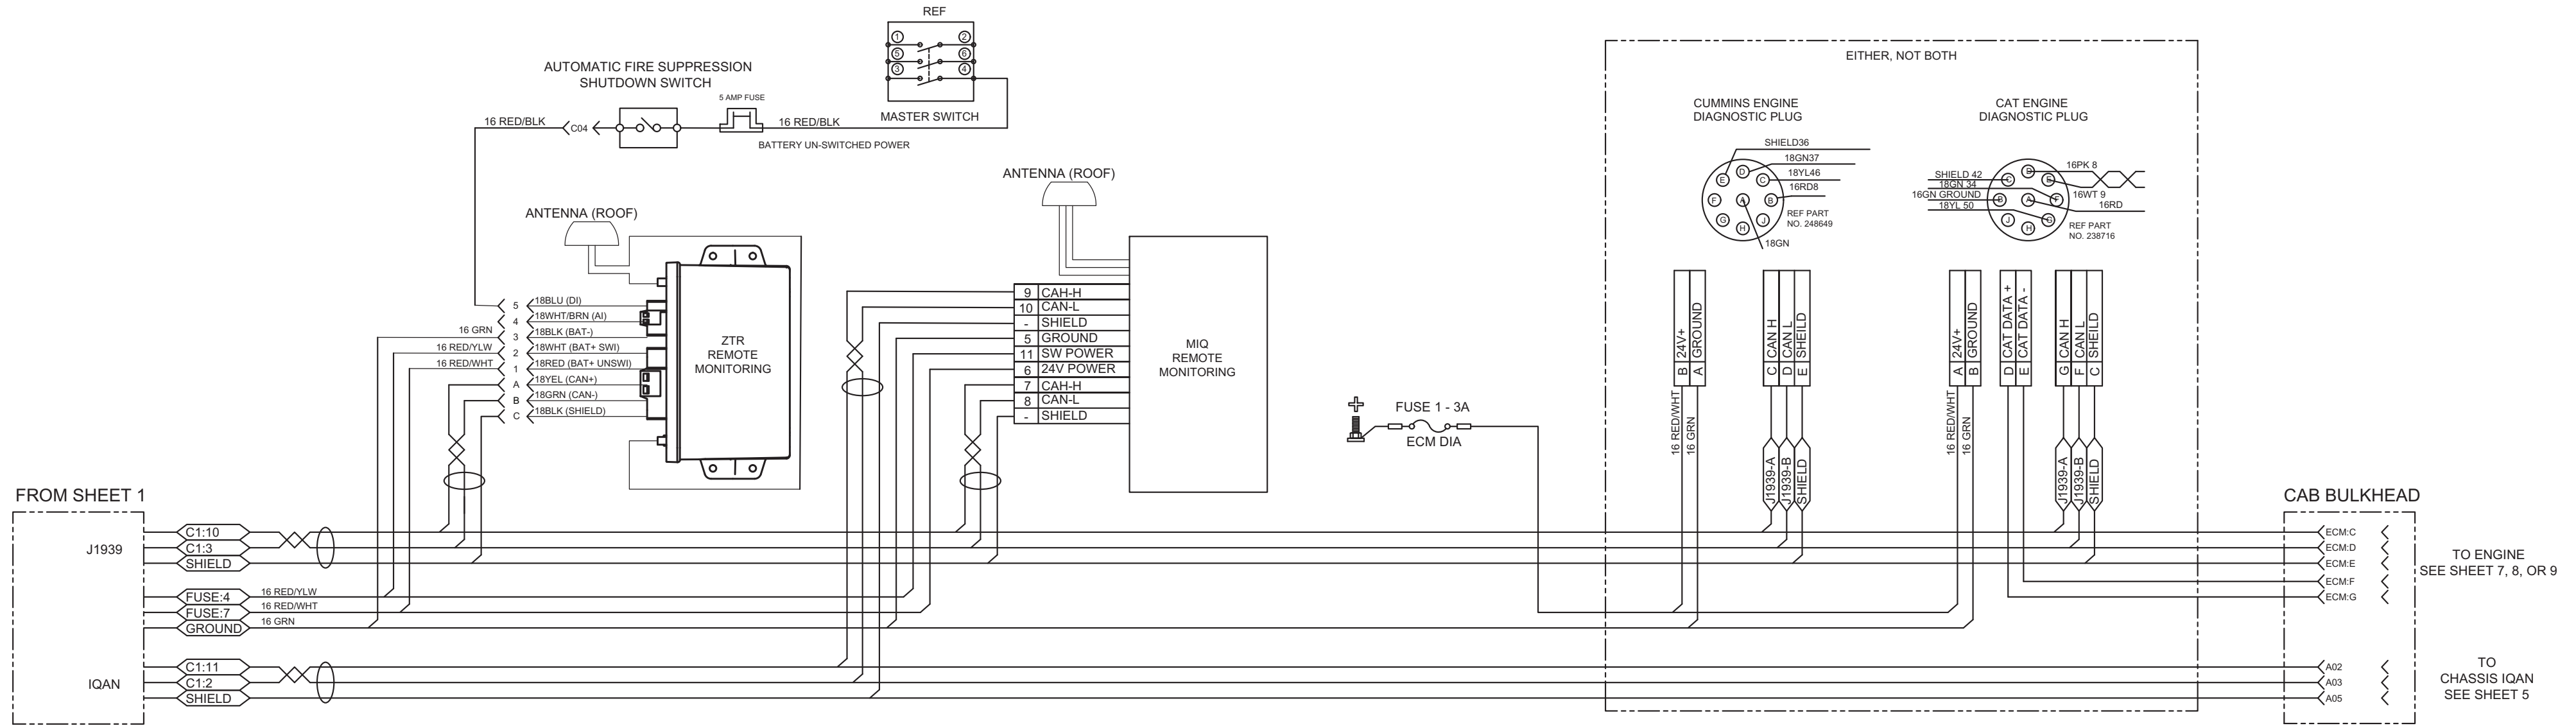 REF
1 2
5 6
3 4
MASTER SWITCH
AUTOMATIC FIRE SUPPRESSION
SHUTDOWN SWITCH
5 AMP FUSE
16 RED/BLK
C04
16 RED/BLK
BATTERY UN-SWITCHED POWER
ANTENNA (ROOF)
5 18BLU (DI)
4 18WHT/BRN (AI)
16 GRN 3 18BLK (BAT-)
16 RED/YLW 2 18WHT (BAT+ SWI)
16 RED/WHT 1 18RED (BAT+ UNSWI)
A 18YEL (CAN+)
B 18GRN (CAN-)
C 18BLK (SHIELD)
ZTR
REMOTE
MONITORING
ANTENNA (ROOF)
9 CAH-H
10 CAN-L
- SHIELD
5 GROUND
11 SW POWER
6 24V POWER
7 CAH-H
8 CAN-L
- SHIELD
MIQ
REMOTE
MONITORING
+
FUSE 1 - 3A
ECM DIA
EITHER, NOT BOTH
CUMMINS ENGINE
DIAGNOSTIC PLUG
SHIELD36
18GN37
18YL46
16RD8
E D C
F A B
G H J
REF PART
NO. 248649
18GN
CAT ENGINE
DIAGNOSTIC PLUG
SHIELD 42
18GN 34
16GN GROUND
18YL 50
16PK 8
16WT 9
16RD
C D E
B A F
J H G
REF PART
NO. 238716
B 24V+
A GROUND
C CAN H
D CAN L
E SHEILD
16 RED/WHT
16 GRN
J1939-A
J1939-B
SHIELD
A 24V+
B GROUND
D CAT DATA +
E CAT DATA -
G CAN H
F CAN L
C SHEILD
16 RED/WHT
16 GRN
J1939-A
J1939-B
SHIELD
FROM SHEET 1
J1939
C1:10
C1:3
SHIELD
FUSE:4 16 RED/YLW
FUSE:7 16 RED/WHT
GROUND 16 GRN
IQAN
C1:11
C1:2
SHIELD
CAB BULKHEAD
ECM:C
ECM:D
ECM:E
ECM:F
ECM:G
A02
A03
A05
TO ENGINE
SEE SHEET 7, 8, OR 9
TO
CHASSIS IQAN
SEE SHEET 5